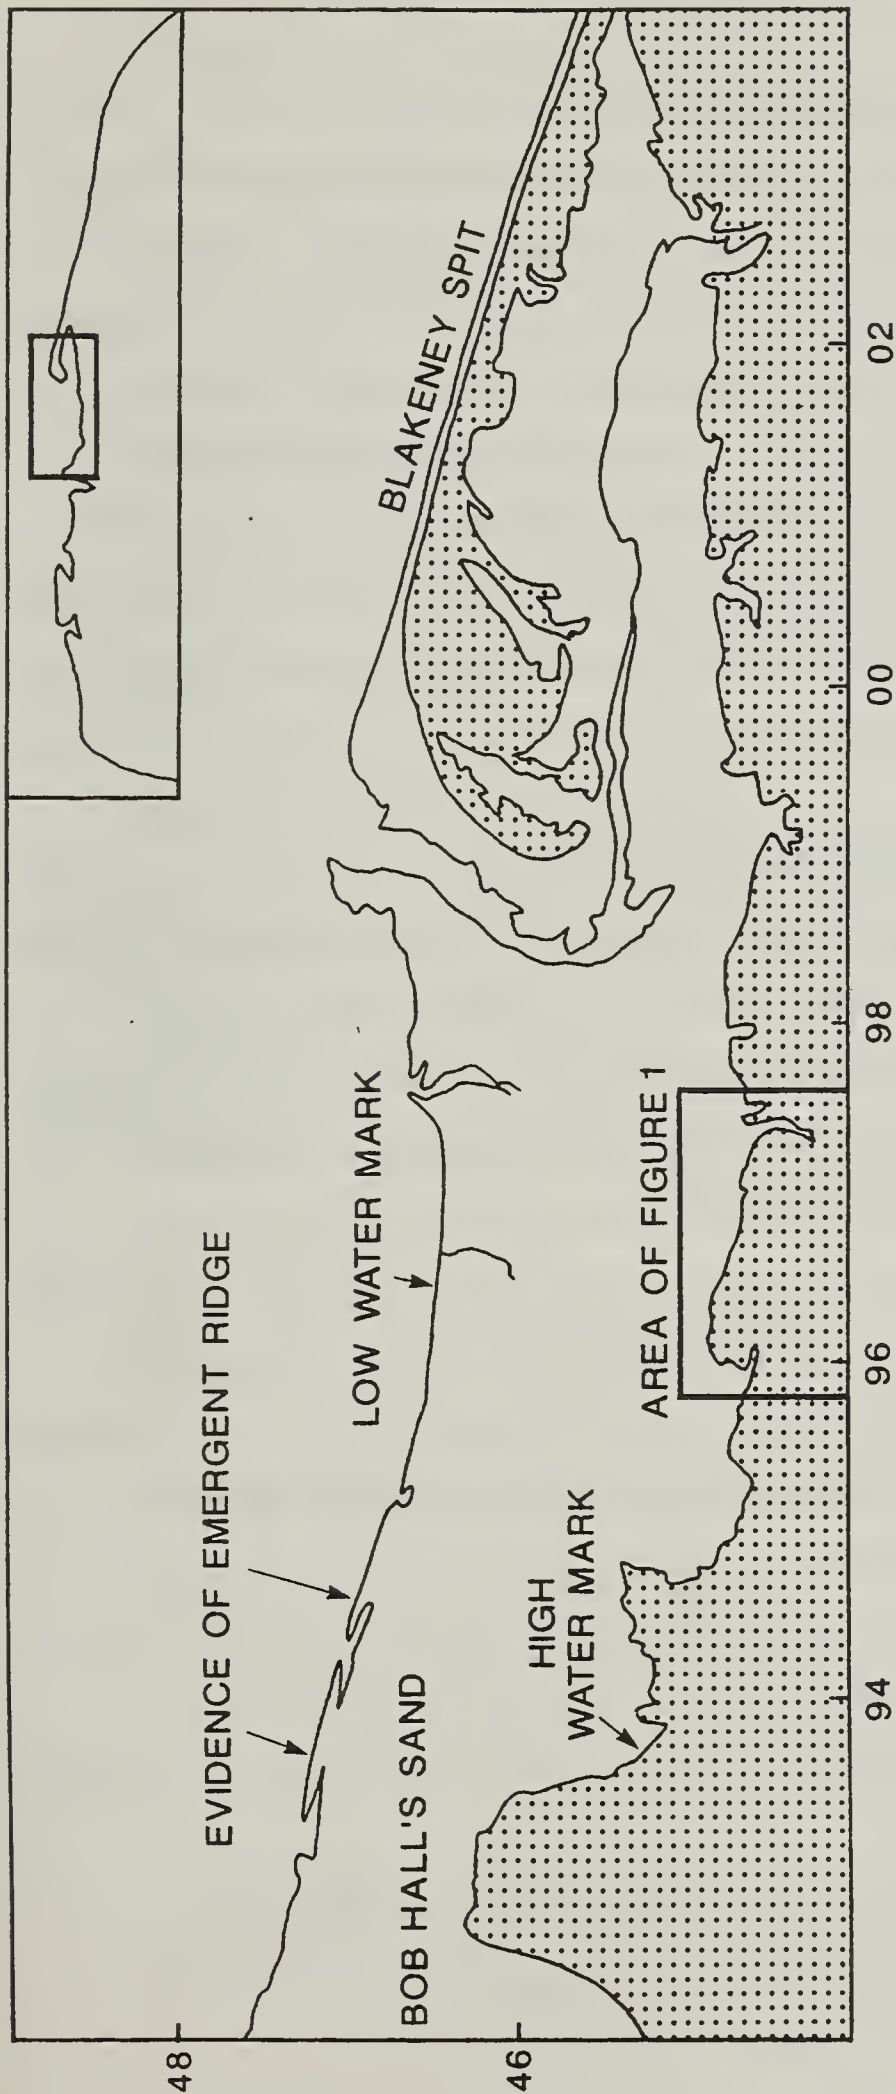 BLAKENEY SPIT
EVIDENCE OF EMERGENT RIDGE
LOW WATER MARK
BOB HALL'S SAND
HIGH
WATER MARK
AREA OF FIGURE 1
48
46
94
96
98
00
02